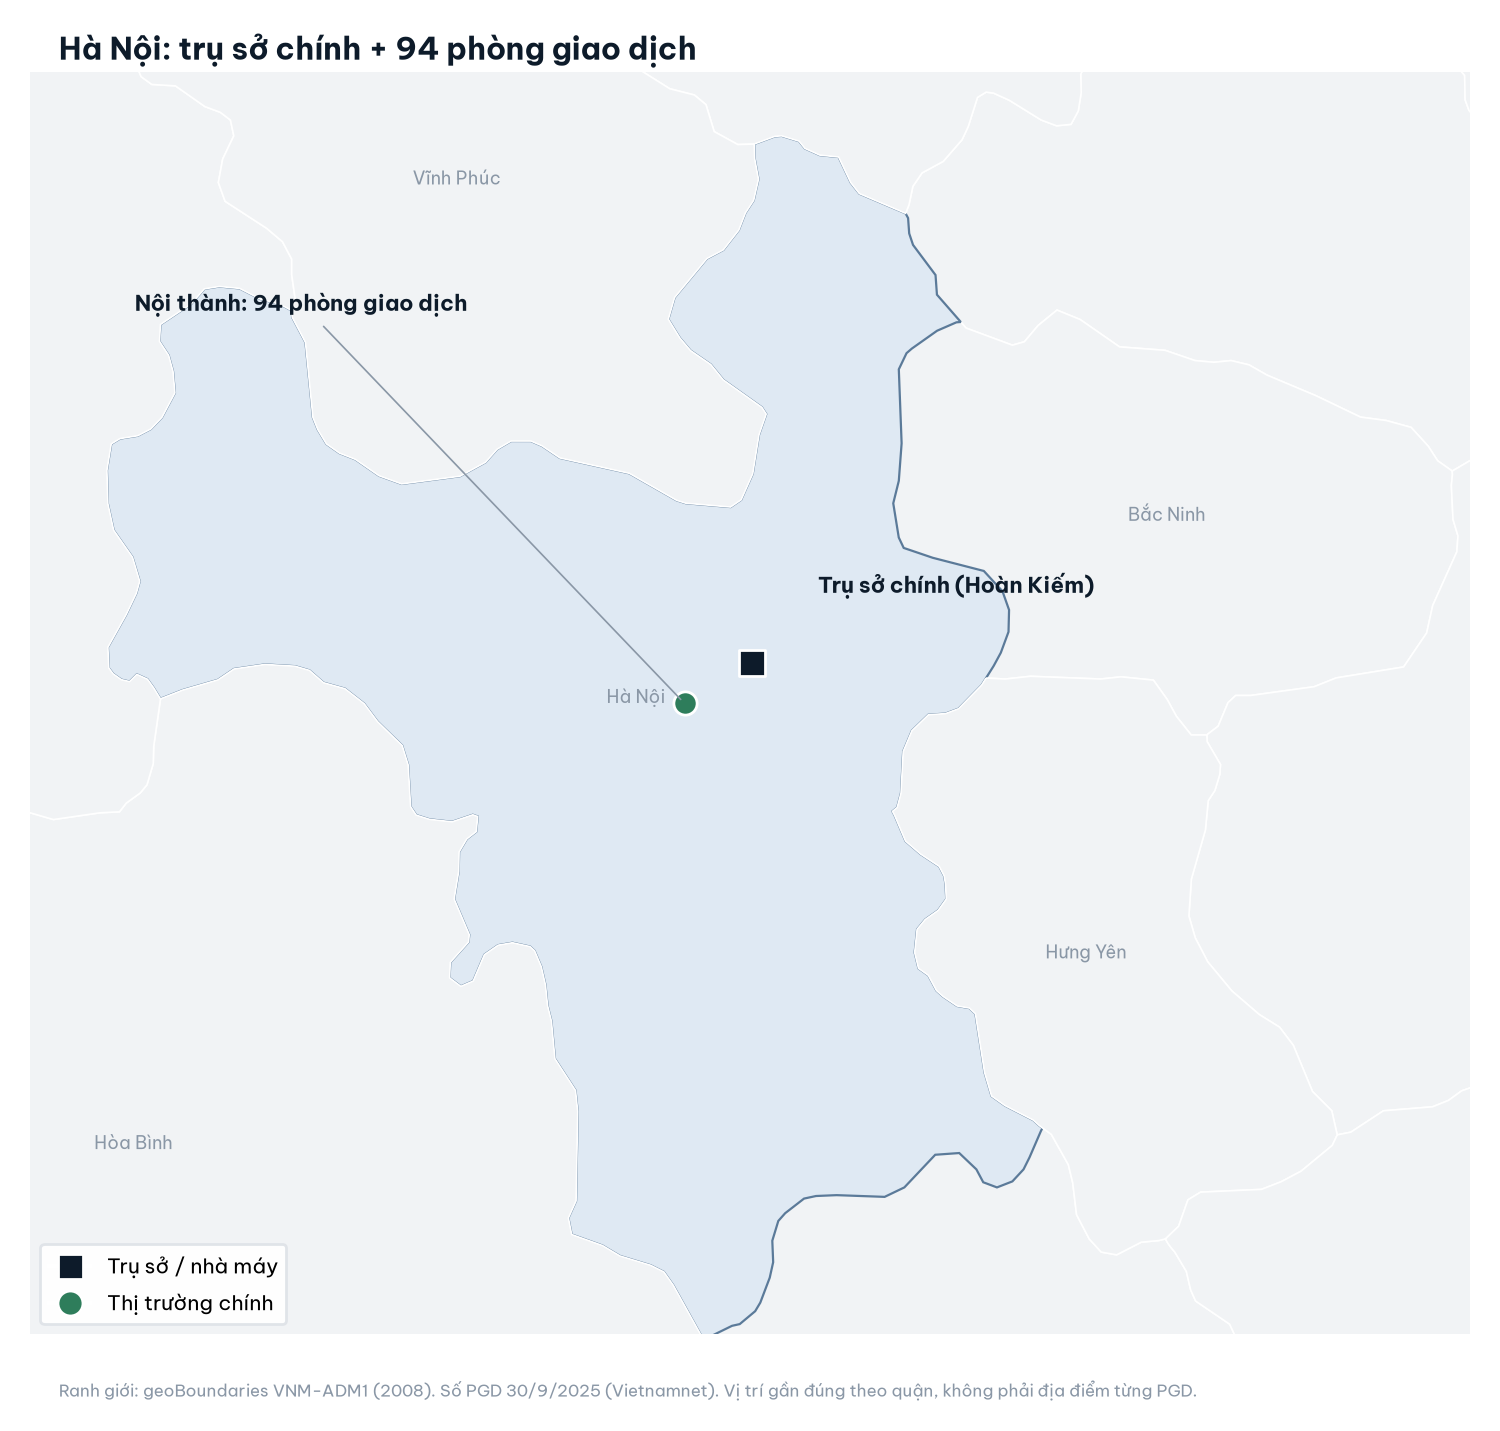 Hà Nội: trụ sở chính + 94 phòng giao dịch
Vĩnh Phúc
Nội thành: 94 phòng giao dịch
Bắc Ninh
Trụ sở chính (Hoàn Kiếm)
Hà Nội
Hưng Yên
Hòa Bình
Trụ sở / nhà máy
Thị trường chính
Ranh giới: geoBoundaries VNM-ADM1 (2008). Số PGD 30/9/2025 (Vietnamnet). Vị trí gần đúng theo quận, không phải địa điểm từng PGD.